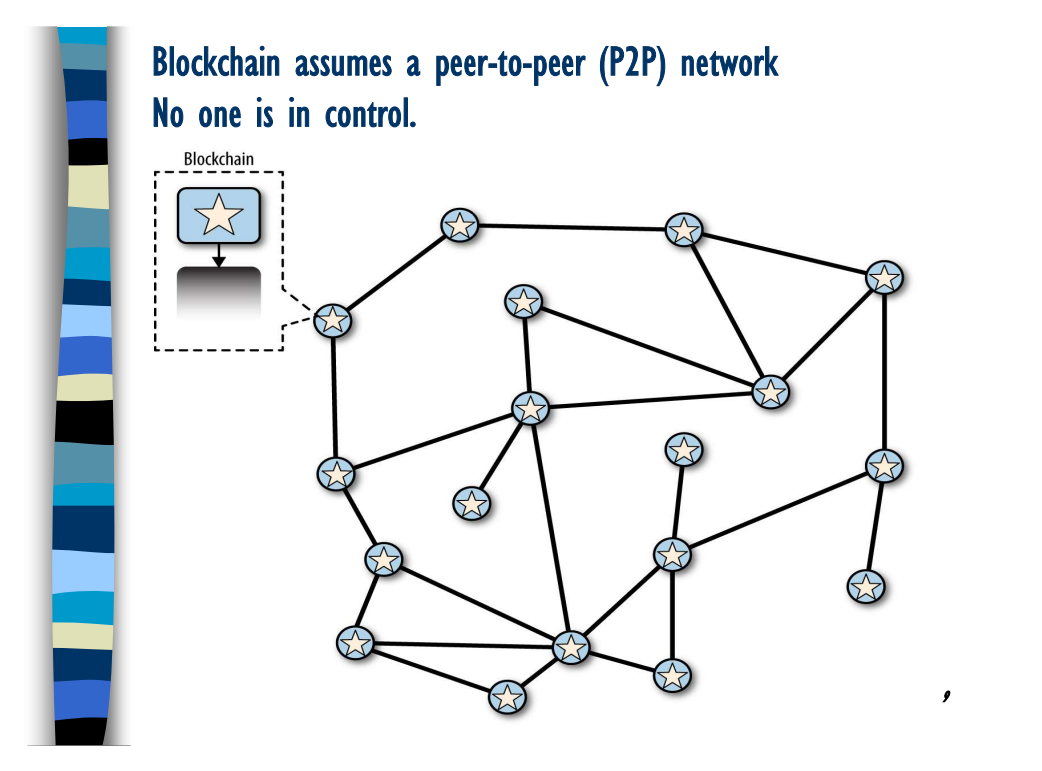 Blockchain assumes a peer-to-peer (P2P) network
No one is in control.
Blockchain
,